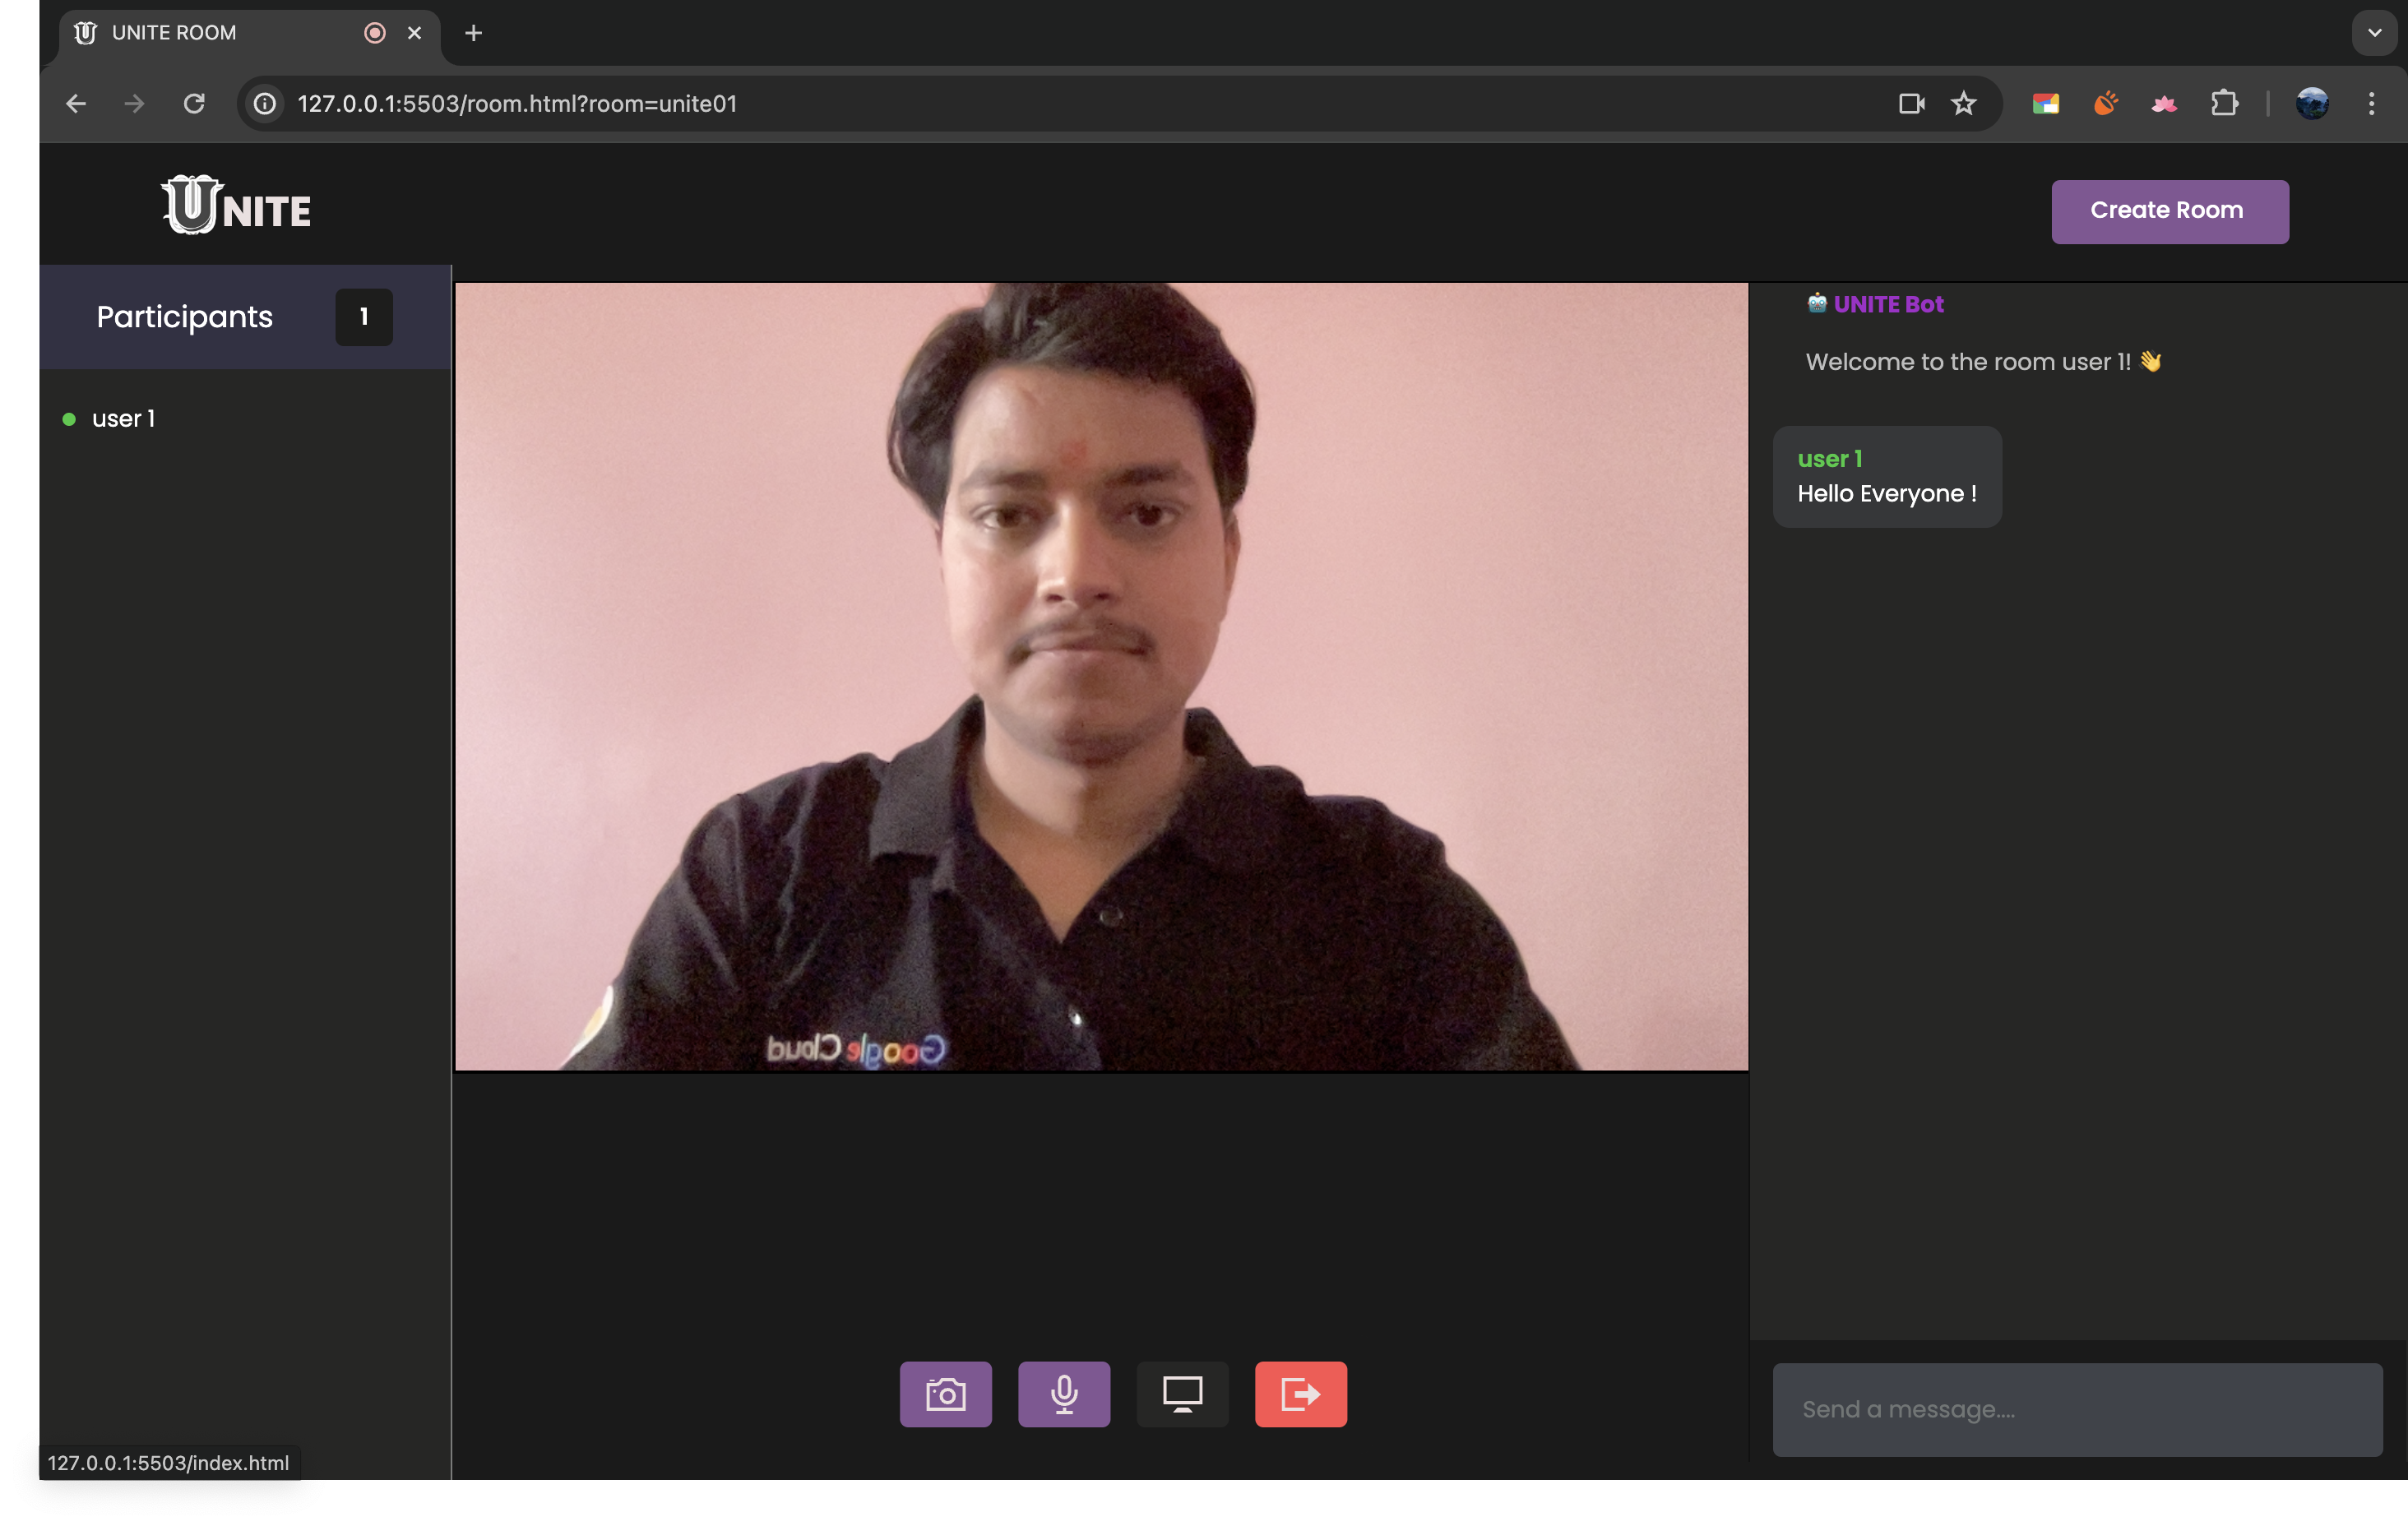 UNITE ROOM
127.0.0.1:5503/room.html?room=unite01
UNITE
Create Room
Participants
1
user 1
🤖 UNITE Bot
Welcome to the room user 1! 👋
user 1
Hello Everyone !
Google Cloud
Send a message....
127.0.0.1:5503/index.html